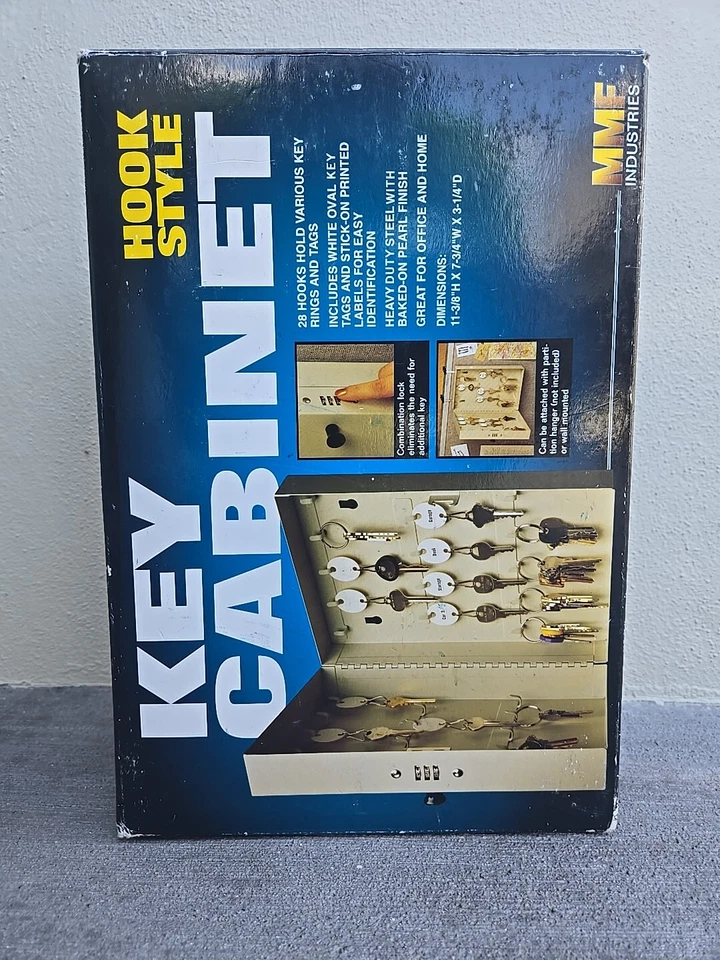 HOOK
STYLE
KEY
CABINET
28 HOOKS HOLD VARIOUS KEY
RINGS AND TAGS
INCLUDES WHITE OVAL KEY
TAGS AND STICK-ON PRINTED
LABELS FOR EASY
IDENTIFICATION
HEAVY DUTY STEEL WITH
BAKED-ON PEARL FINISH
GREAT FOR OFFICE AND HOME
DIMENSIONS:
11-3/8"H X 7-3/4"W X 3-1/4"D
Combination lock
eliminates the need for
additional key
Can be attached with parti-
tion hanger (not included)
or wall mounted
MMF
INDUSTRIES